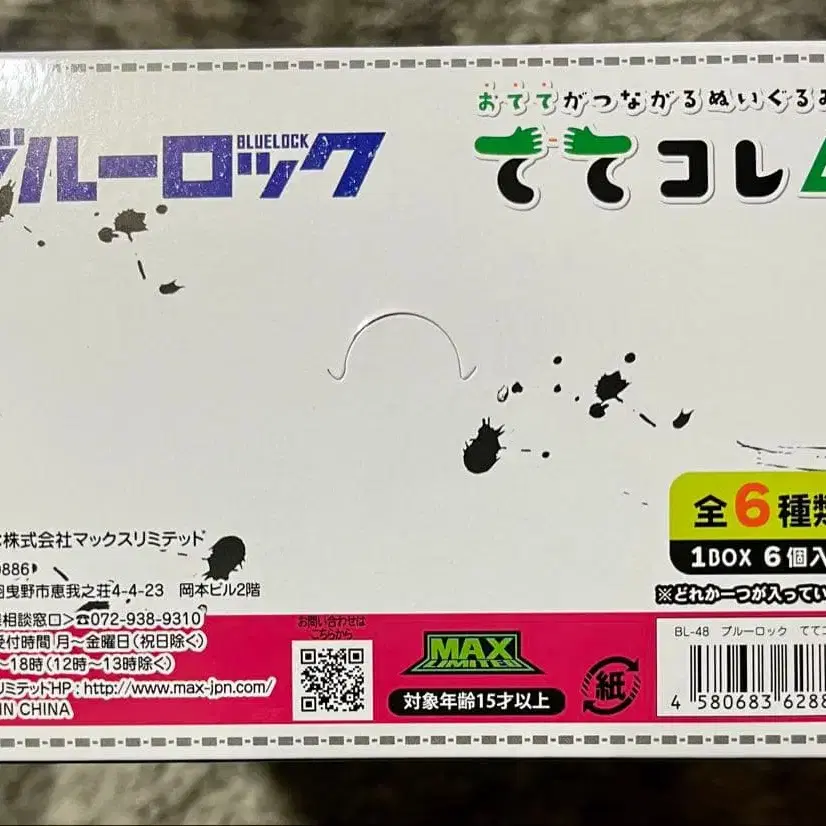 ブルーロック
BLUELOCK
おててがつながるぬいぐるみ
ててコレ
全6種類
1BOX 6個入
※どれか一つが入ってい
株式会社マックスリミテッド
0886
曳野市恵我之荘4-4-23 岡本ビル2階
相談窓口>☎072-938-9310
受付時間 月~金曜日(祝日除く)
~18時(12時~13時除く)
リミテッドHP:http://www.max-jpn.com/
IN CHINA
お問い合わせは
こちらから
MAX
LIMITED
対象年齢15才以上
紙
BL-48 ブルーロック ててコ
4 580683 6288